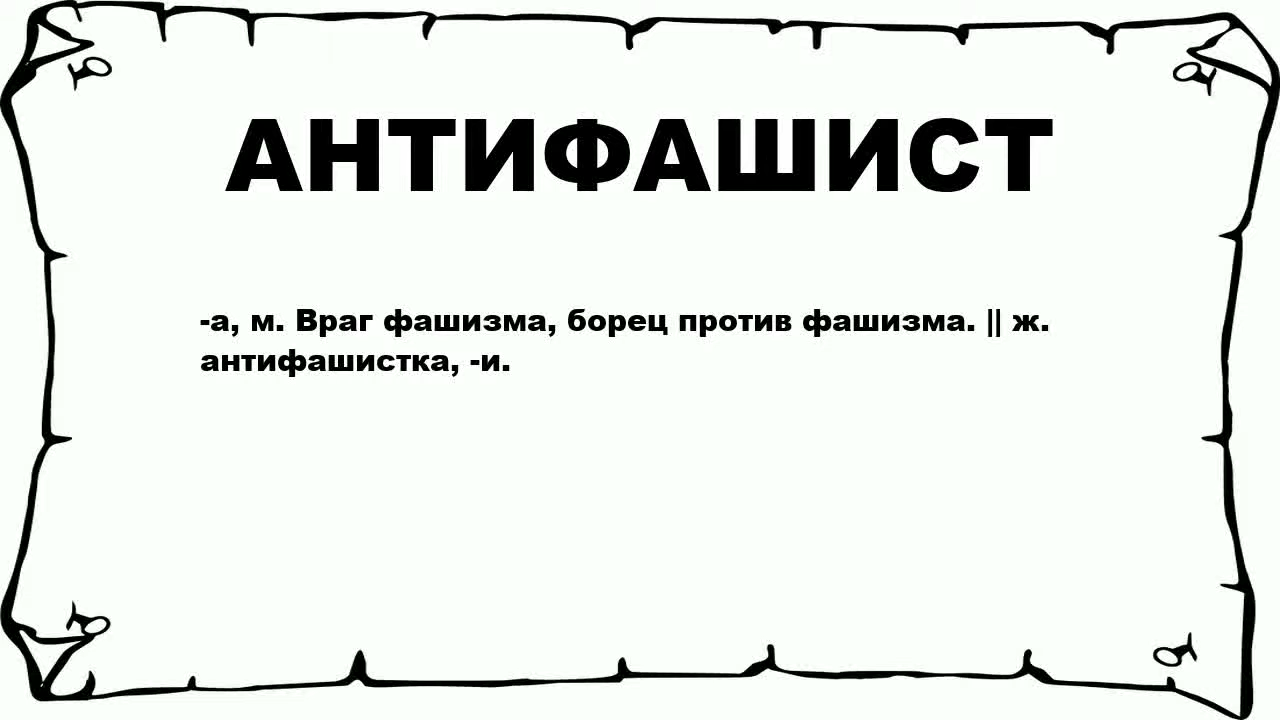 АНТИФАШИСТ
-а, м. Враг фашизма, борец против фашизма. || ж.
антифашистка, -и.